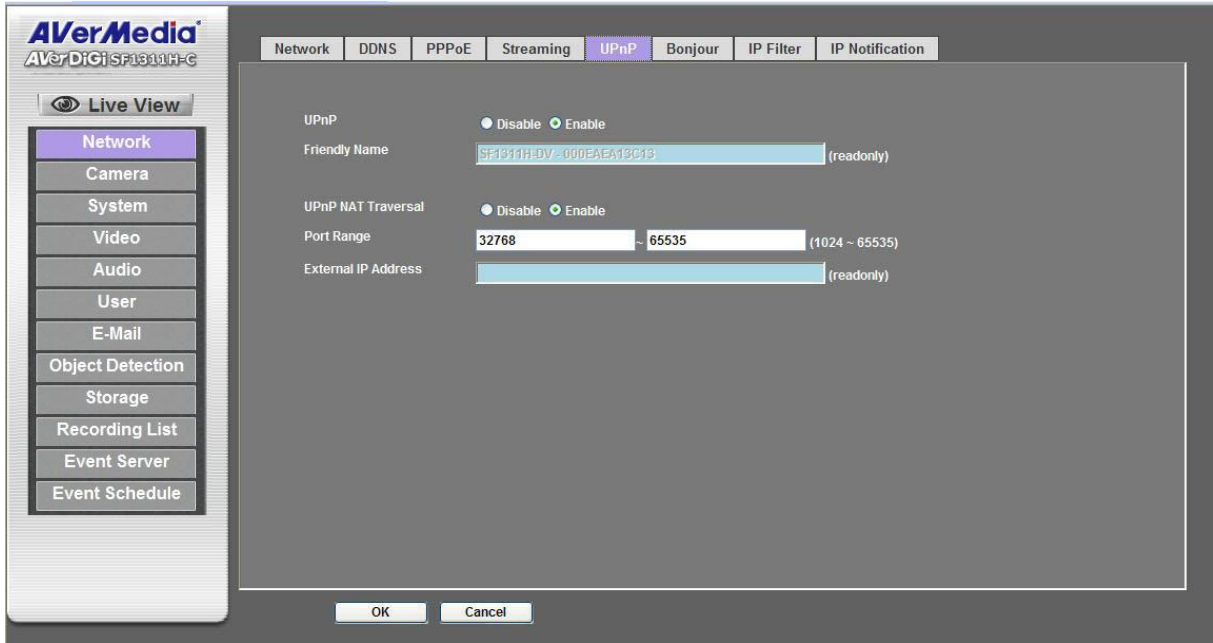 AVerMedia
AVerDiGi SF1311H-C
Live View
Network
Camera
System
Video
Audio
User
E-Mail
Object Detection
Storage
Recording List
Event Server
Event Schedule
Network DDNS PPPoE Streaming UPnP Bonjour IP Filter IP Notification
UPnP Disable Enable
Friendly Name SF1311H-DV - 000EAEA13C13 (readonly)
UPnP NAT Traversal Disable Enable
Port Range 32768 ~ 65535 (1024 ~ 65535)
External IP Address (readonly)
OK Cancel